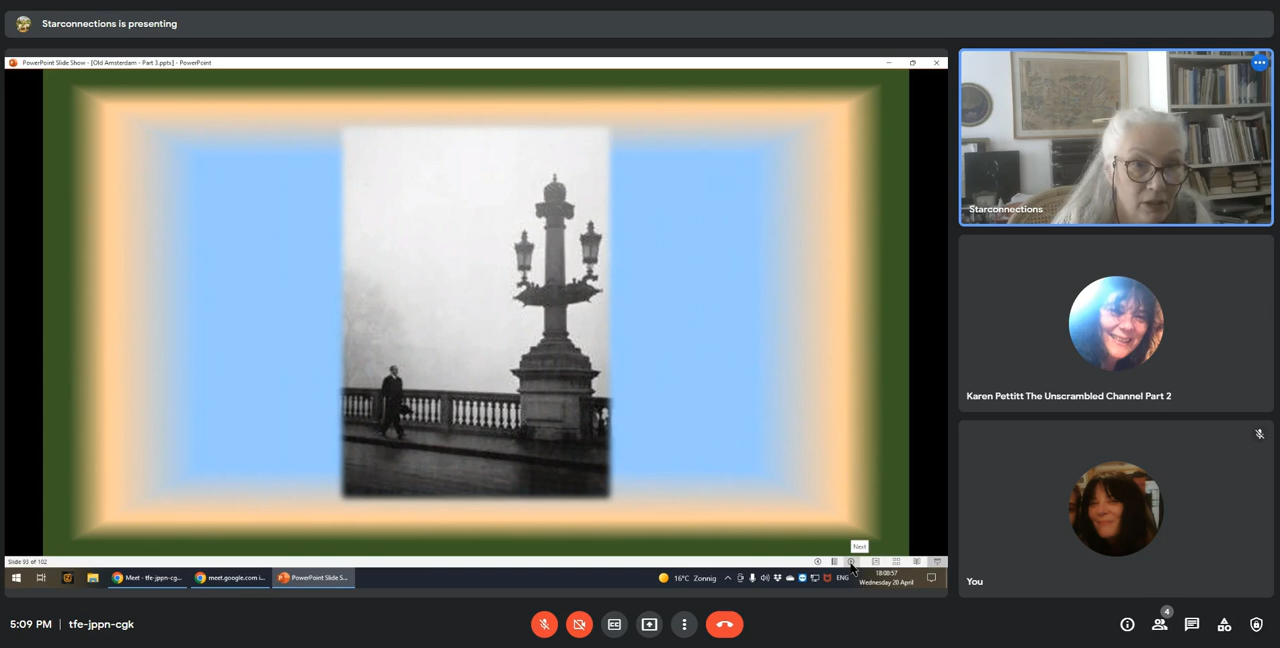 Starconnections is presenting
PowerPoint Slide Show - [Old Amsterdam - Part 3.ppts] - PowerPoint
Starconnections
Karen Pettitt The Unscrambled Channel Part 2
You
Next
Slide 93 of 102
Meet - tfe-jppn-cg...
meet.google.com i...
PowerPoint Slide S...
16°C Zonnig
ENG
18:08:57
Wednesday 20 April
5:09 PM | tfe-jppn-cgk
4